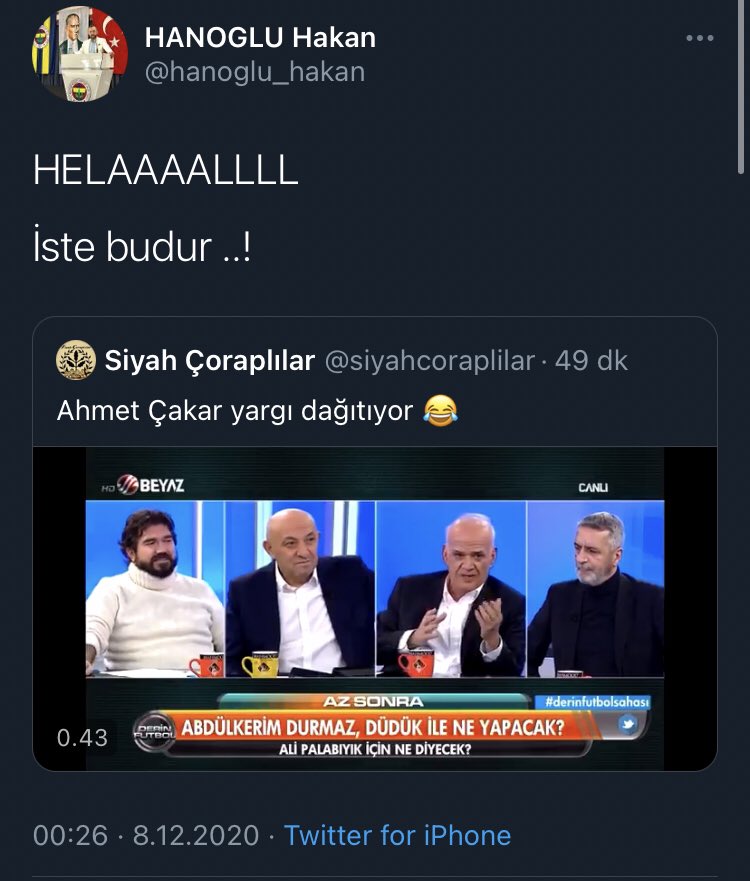 HANOGLU Hakan
@hanoglu_hakan
HELAAAALLLL
İste budur ..!
Siyah Çoraplılar @siyahcoraplilar · 49 dk
Ahmet Çakar yargı dağıtıyor 😂
HD BEYAZ
CANLI
AZ SONRA
#derinfutbolsahası
DERİN FUTBOL
ABDÜLKERİM DURMAZ, DÜDÜK İLE NE YAPACAK?
ALİ PALABIYIK İÇİN NE DİYECEK?
0.43
00:26 · 8.12.2020 · Twitter for iPhone